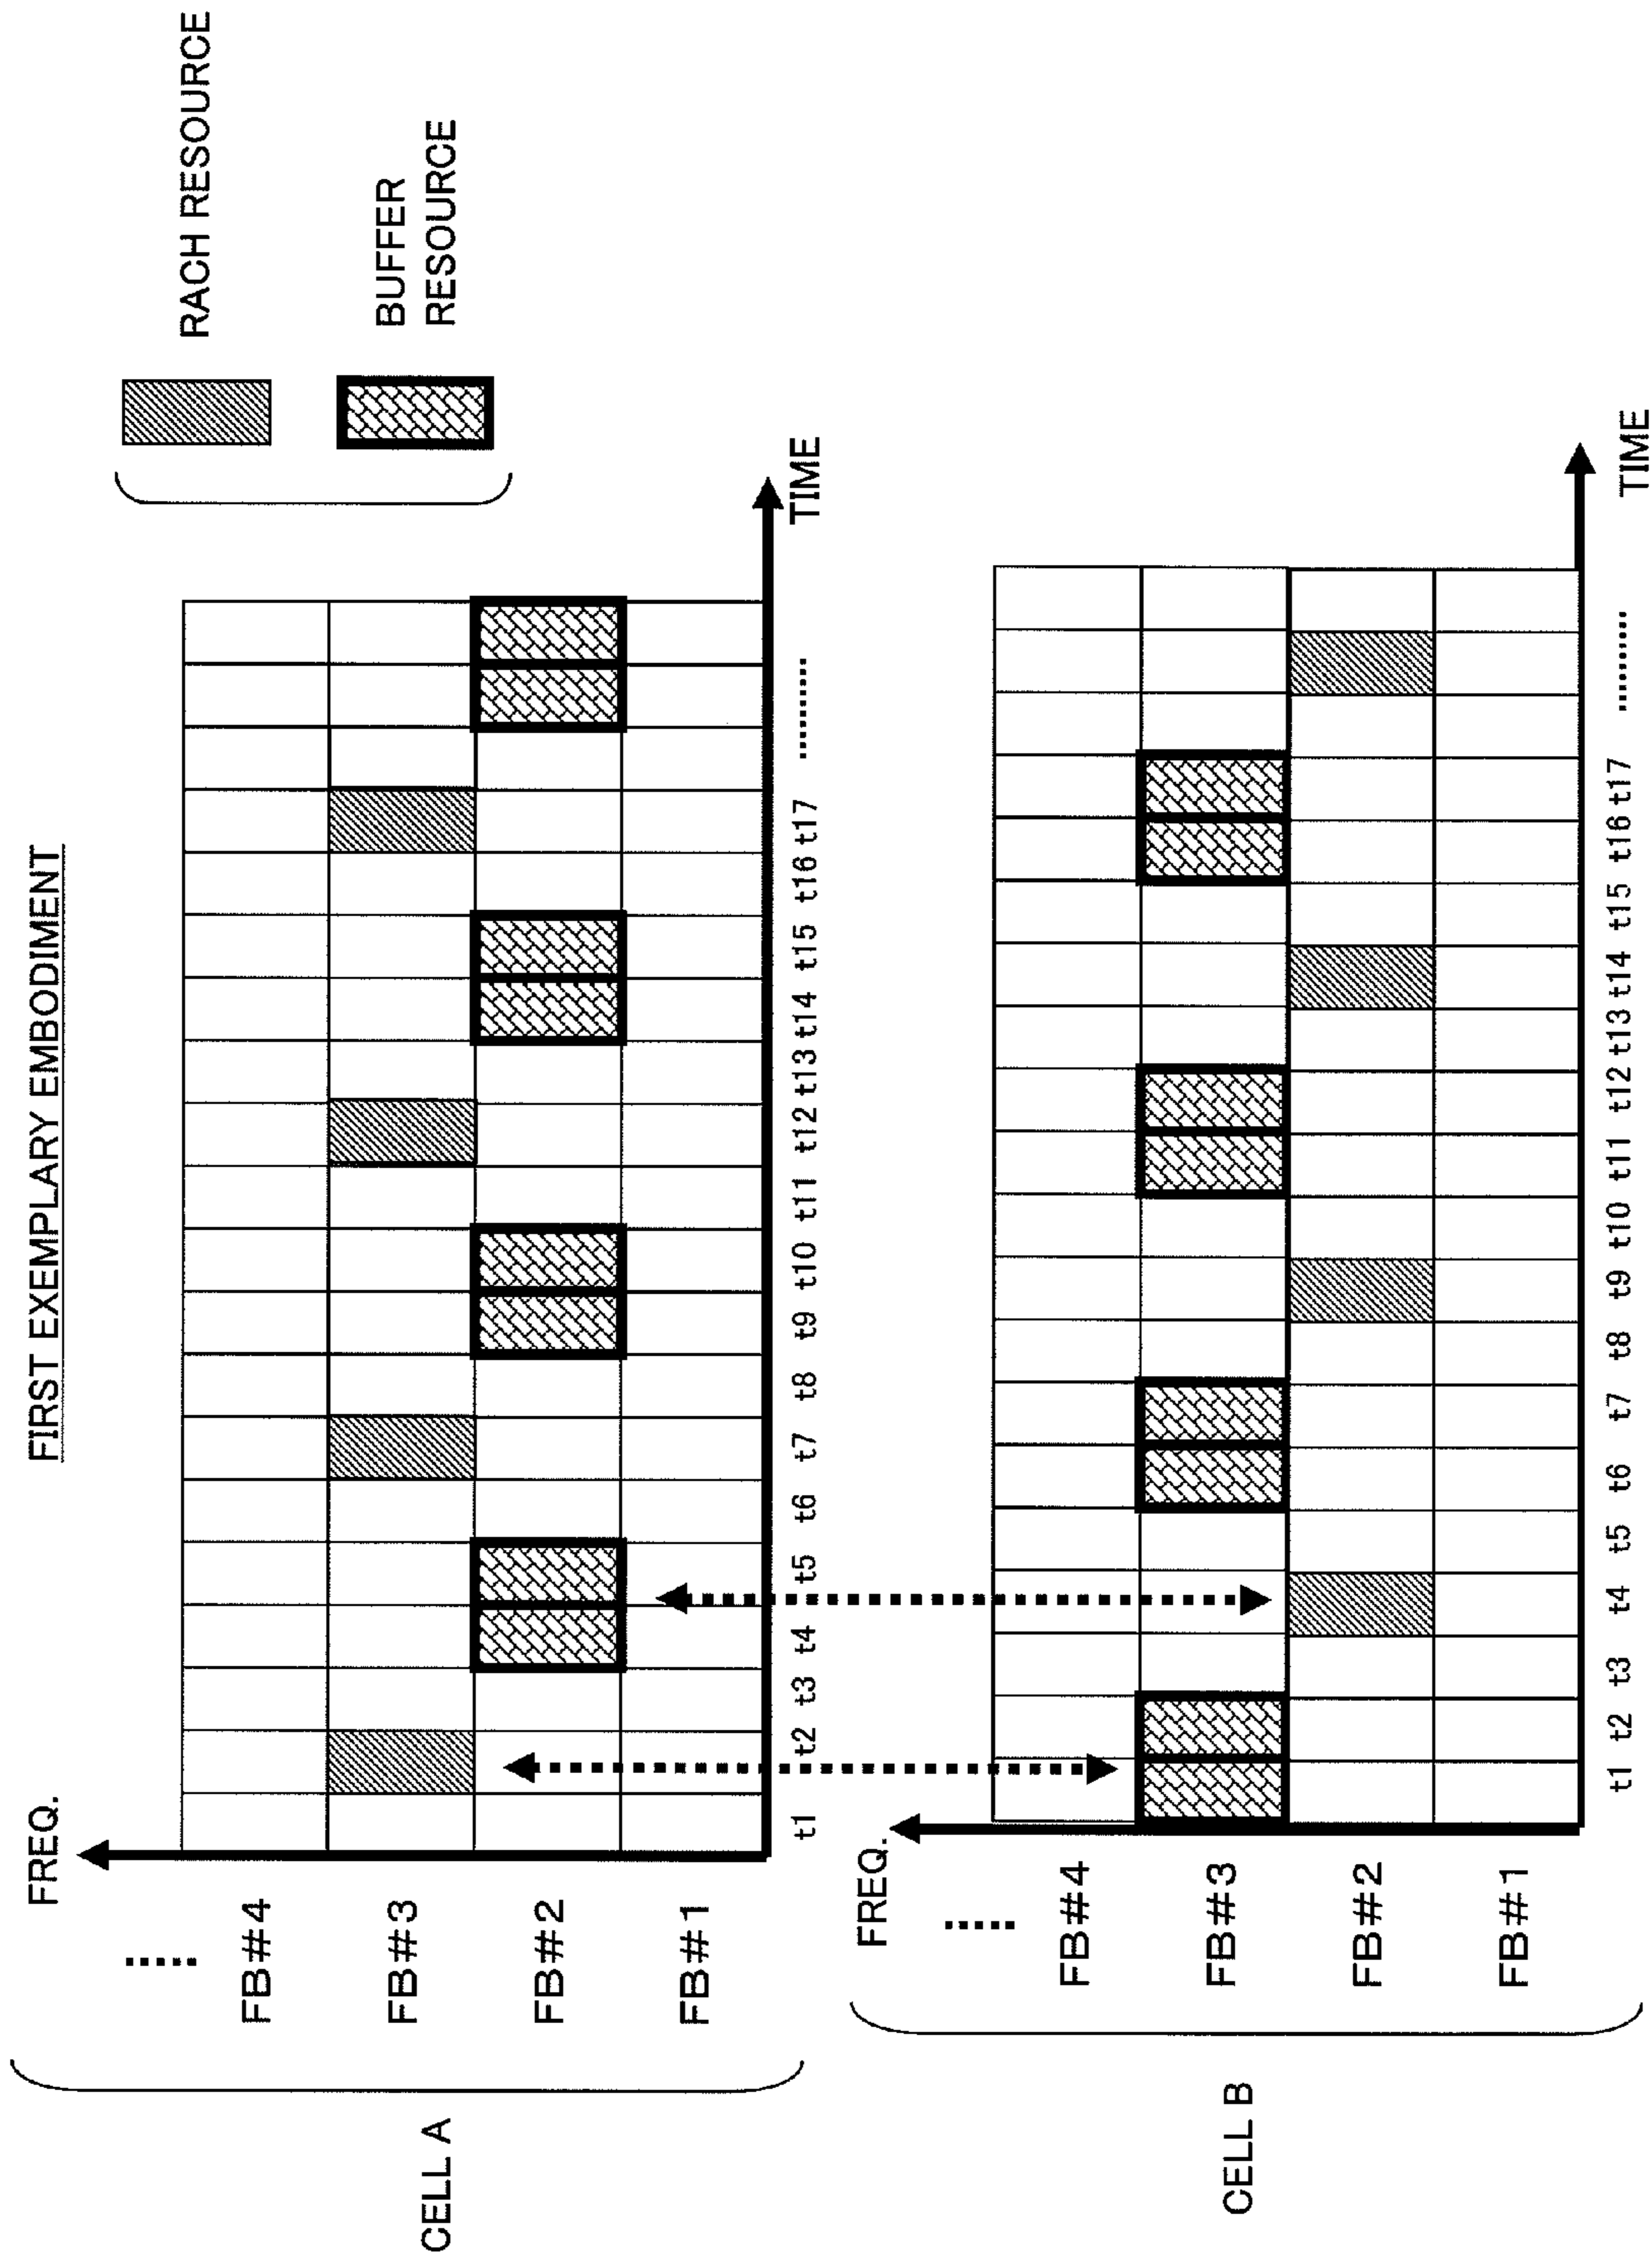 FIRST EXEMPLARY EMBODIMENT
RACH RESOURCE
BUFFER
RESOURCE
CELL A
FREQ.
......
FB#4
FB#3
FB#2
FB#1
t1 t2 t3 t4 t5 t6 t7 t8 t9 t10 t11 t12 t13 t14 t15 t16 t17 ..........
TIME
CELL B
FREQ.
......
FB#4
FB#3
FB#2
FB#1
t1 t2 t3 t4 t5 t6 t7 t8 t9 t10 t11 t12 t13 t14 t15 t16 t17 ..........
TIME